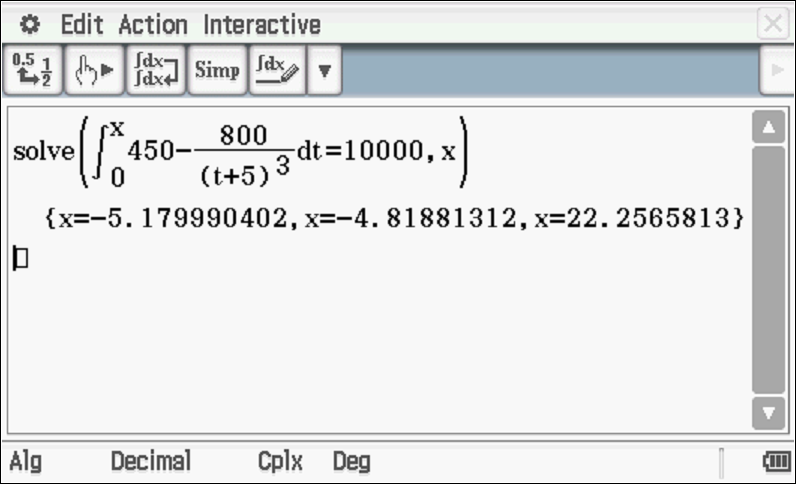 Edit Action Interactive
0.5 1/2 ∫dx ∫dx Simp ∫dx
solve(∫₀ˣ 450-800/(t+5)³ dt=10000,x)
{x=-5.179990402,x=-4.81881312,x=22.2565813}
Alg Decimal Cplx Deg